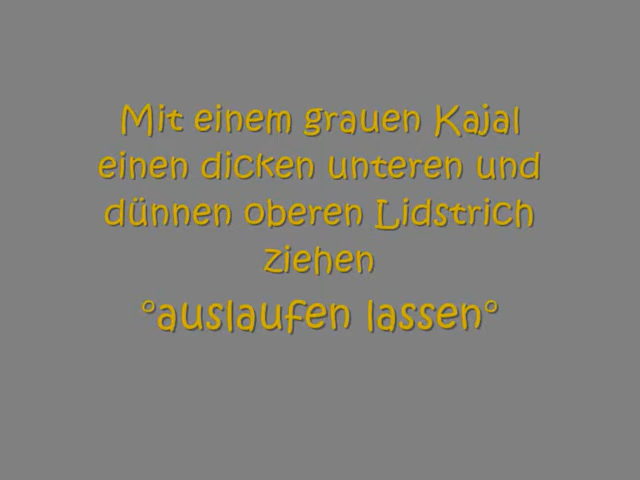 Mit einem grauen Kajal
einen dicken unteren und
dünnen oberen Lidstrich
ziehen
°auslaufen lassen°